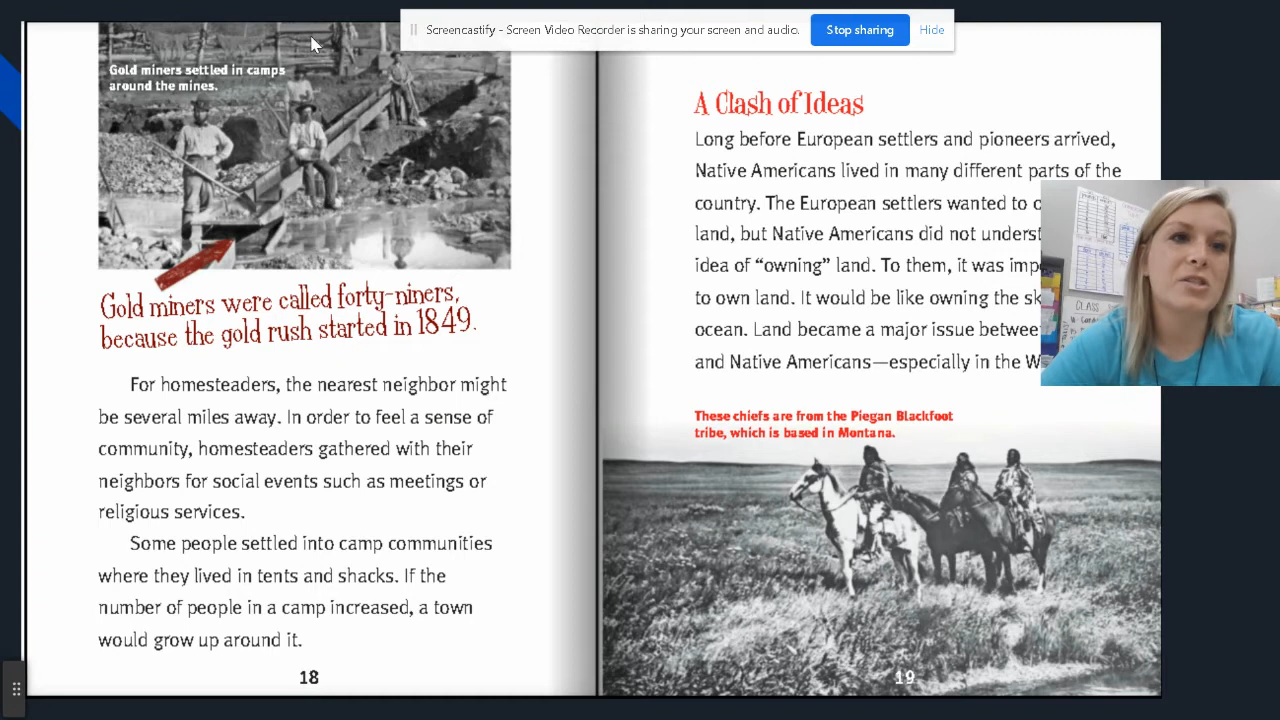 Screencastify - Screen Video Recorder is sharing your screen and audio.
Stop sharing
Hide
Gold miners settled in camps
around the mines.
Gold miners were called forty-niners,
because the gold rush started in 1849.
For homesteaders, the nearest neighbor might
be several miles away. In order to feel a sense of
community, homesteaders gathered with their
neighbors for social events such as meetings or
religious services.
Some people settled into camp communities
where they lived in tents and shacks. If the
number of people in a camp increased, a town
would grow up around it.
18
A Clash of Ideas
Long before European settlers and pioneers arrived,
Native Americans lived in many different parts of the
country. The European settlers wanted to
land, but Native Americans did not
idea of “owning” land. To them, it was
to own land. It would be like owning the
ocean. Land became a major issue
and Native Americans—especially in the
These chiefs are from the Piegan Blackfoot
tribe, which is based in Montana.
19
CLASS